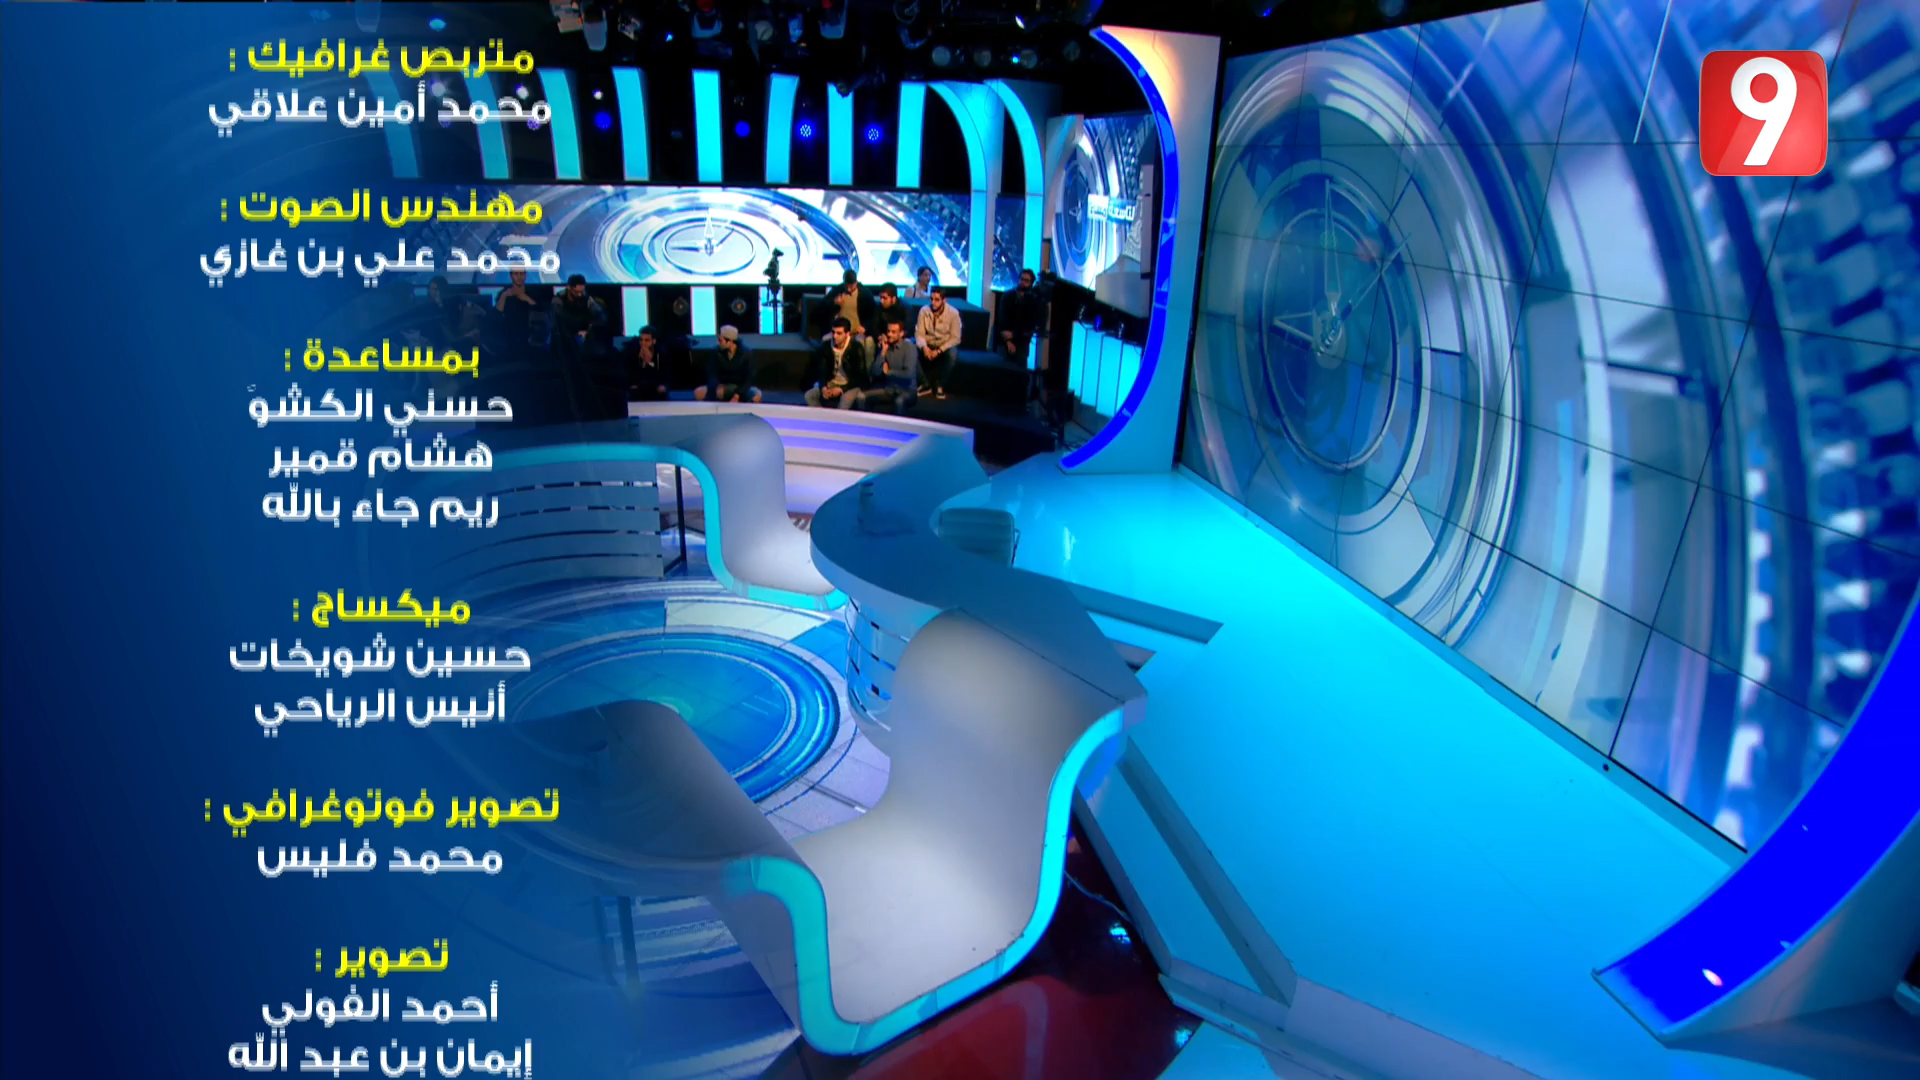 متربص غرافيك :
محمد أمين علاقي
مهندس الصوت :
محمد علي بن غازي
بمساعدة :
حسني الكشوّ
هشام قمير
ريم جاء بالله
ميكساج :
حسين شويخات
أنيس الرياحي
تصوير فوتوغرافي :
محمد فليس
تصوير :
أحمد الفولي
إيمان بن عبد الله
9